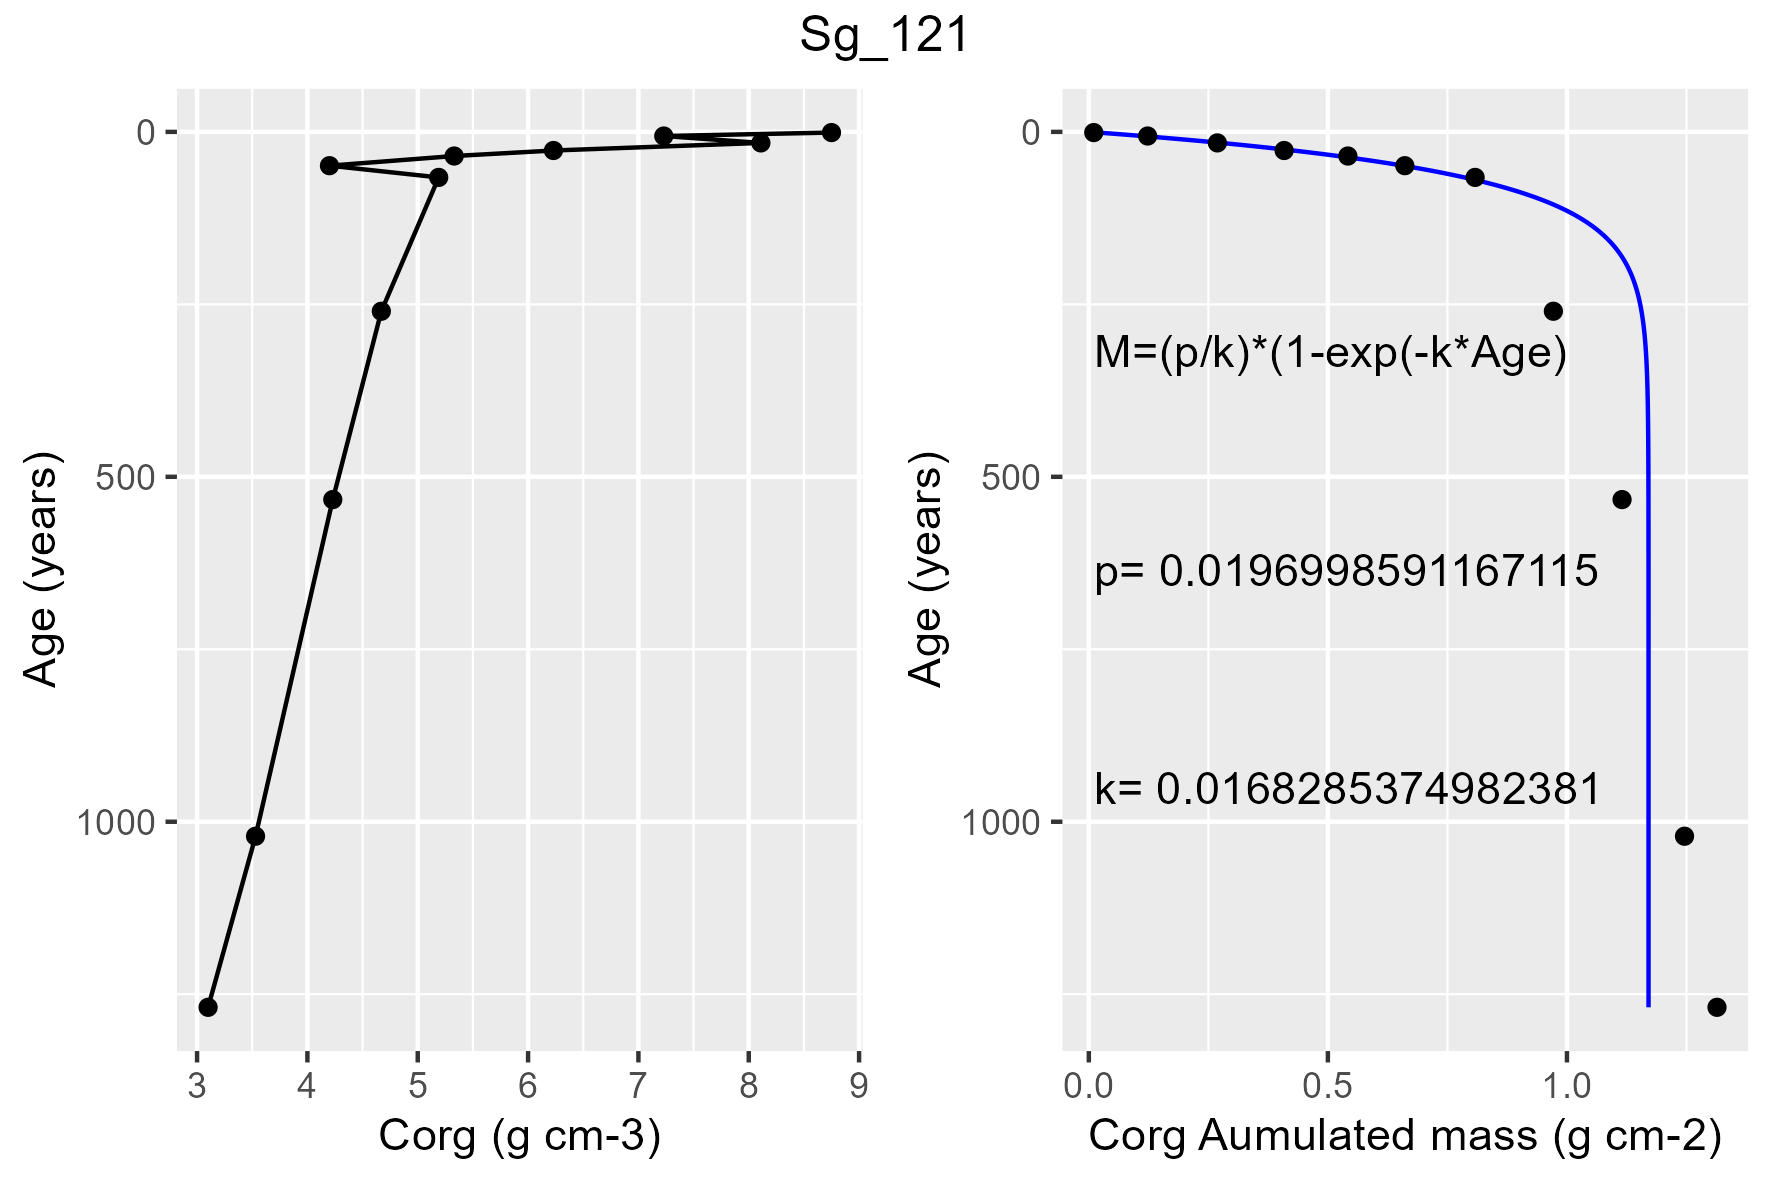 Sg_121
0
500
1000
Age (years)
3 4 5 6 7 8 9
Corg (g cm-3)
0
500
1000
Age (years)
M=(p/k)*(1-exp(-k*Age)
p= 0.0196998591167115
k= 0.0168285374982381
0.0 0.5 1.0
Corg Aumulated mass (g cm-2)